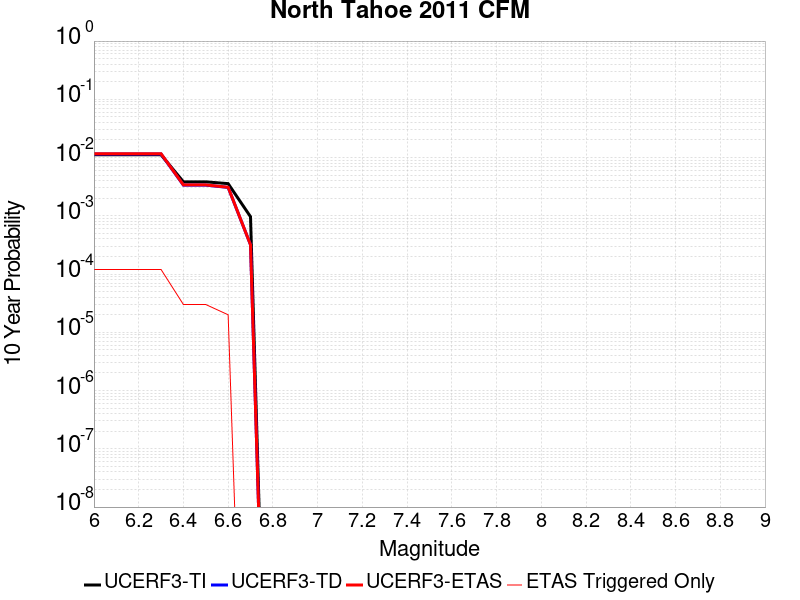 North Tahoe 2011 CFM
10 0
10 -1
10 -2
10 -3
10 -4
10 -5
10 -6
10 -7
10 -8
10 Year Probability
6 6.2 6.4 6.6 6.8 7 7.2 7.4 7.6 7.8 8 8.2 8.4 8.6 8.8 9
Magnitude
UCERF3-TI UCERF3-TD UCERF3-ETAS ETAS Triggered Only